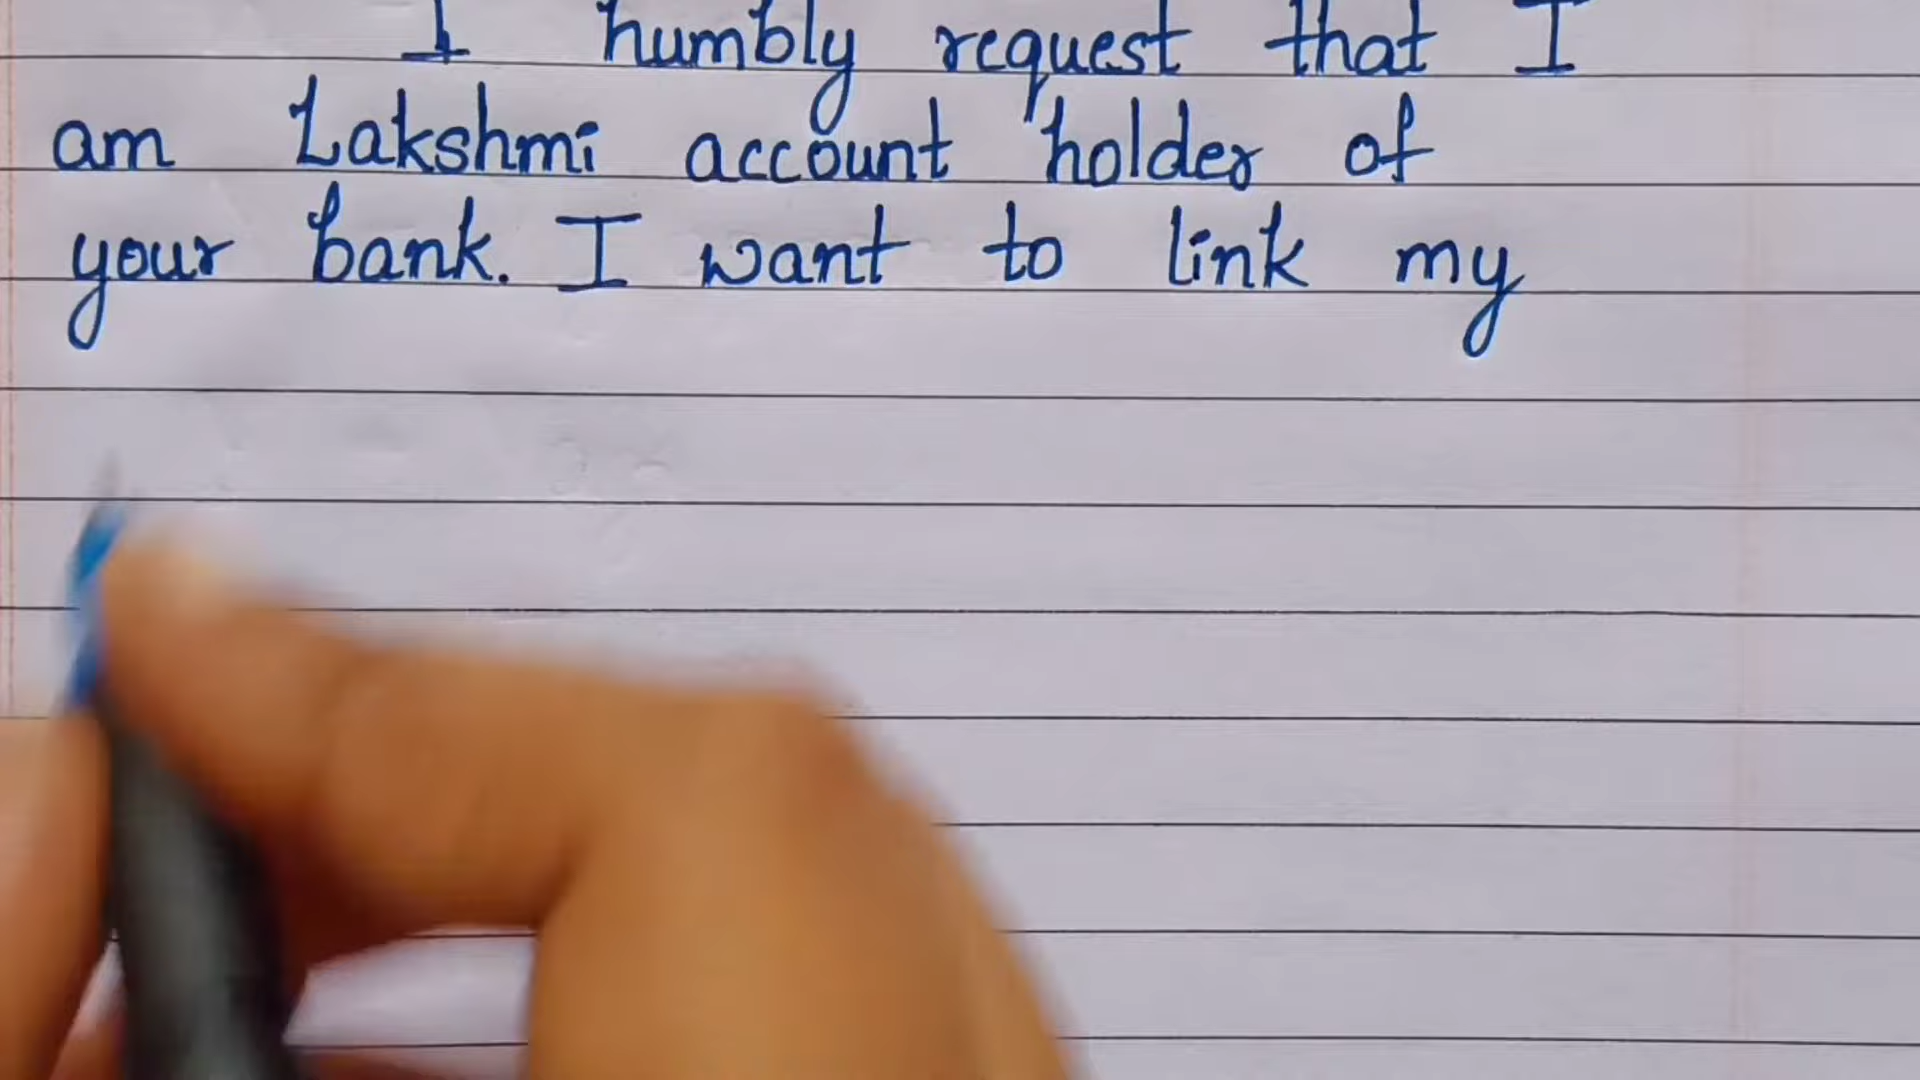 I humbly request that I
am Lakshmi account holder of
your bank. I want to link my